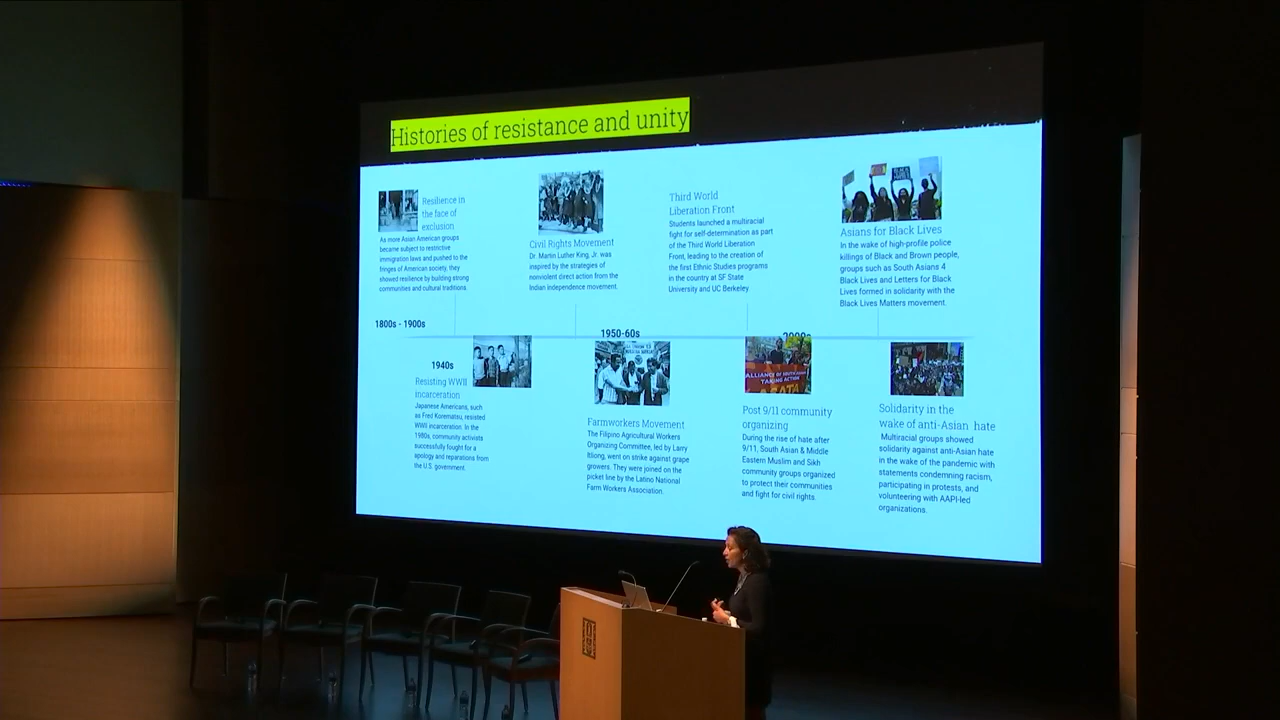 Histories of resistance and unity
Resilience in
the face of
exclusion
As more Asian American groups
became subject to restrictive
immigration laws and pushed to the
fringes of American society, they
showed resilience by building strong
communities and cultural traditions.
Civil Rights Movement
Dr. Martin Luther King, Jr. was
inspired by the strategies of
nonviolent direct action from the
Indian Independence movement.
Third World
Liberation Front
Students launched a multiracial
fight for self-determination as part
of the Third World Liberation
Front, leading to the creation of
the first Ethnic Studies programs
in the country at SF State
University and UC Berkeley.
Asians for Black Lives
In the wake of high-profile police
killings of Black and Brown people,
groups such as South Asians 4
Black Lives and Letters for Black
Lives formed in solidarity with the
Black Lives Matters movement.
1800s - 1900s
1940s
1950-60s
2000s
Resisting WWII
incarceration
Japanese Americans, such
as Fred Korematsu, resisted
WWII incarceration. In the
1980s, community activists
successfully fought for a
apology and reparations from
the U.S. government.
Farmworkers Movement
The Filipino Agricultural Workers
Organizing Committee, led by Larry
Itliong, went on strike against grape
growers. They were joined on the
picket line by the Latino National
Farm Workers Association.
ALLIANCE OF SOUTH ASIANS
TAKING ACTION
ASATA
Post 9/11 community
organizing
During the rise of hate after
9/11, South Asian & Middle
Eastern Muslim and Sikh
community groups organized
to protect their communities
and fight for civil rights.
Solidarity in the
wake of anti-Asian hate
Multiracial groups showed
solidarity against anti-Asian hate
in the wake of the pandemic with
statements condemning racism,
participating in protests, and
volunteering with AAPI-led
organizations.